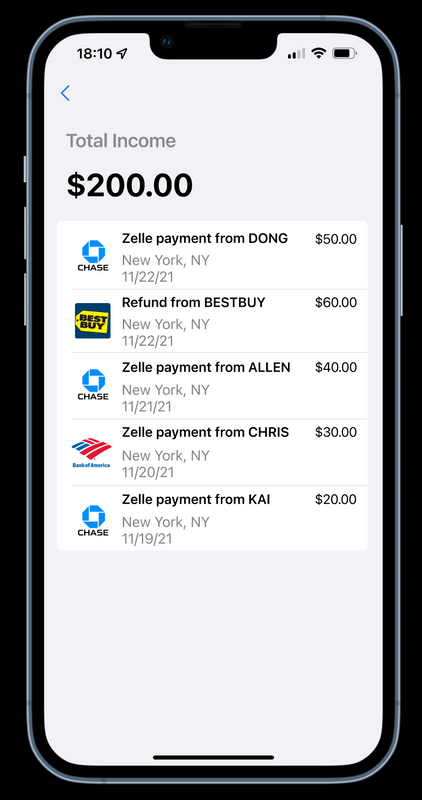 18:10
Total Income
$200.00
CHASE
Zelle payment from DONG $50.00
New York, NY
11/22/21
BEST BUY
Refund from BESTBUY $60.00
New York, NY
11/22/21
CHASE
Zelle payment from ALLEN $40.00
New York, NY
11/21/21
Bank of America
Zelle payment from CHRIS $30.00
New York, NY
11/20/21
CHASE
Zelle payment from KAI $20.00
New York, NY
11/19/21